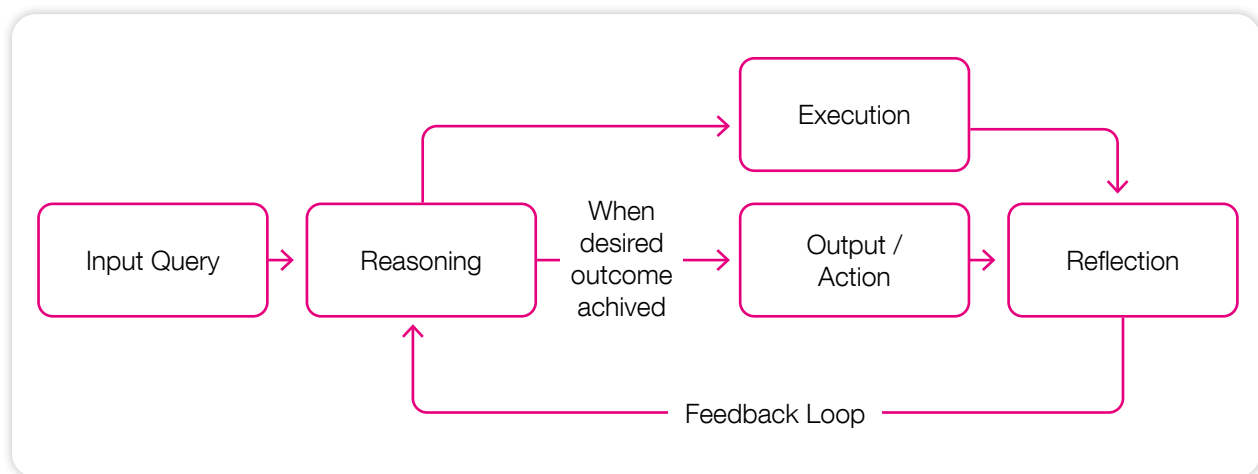 Execution
Input Query
Reasoning
When
desired
outcome
achived
Output /
Action
Reflection
Feedback Loop